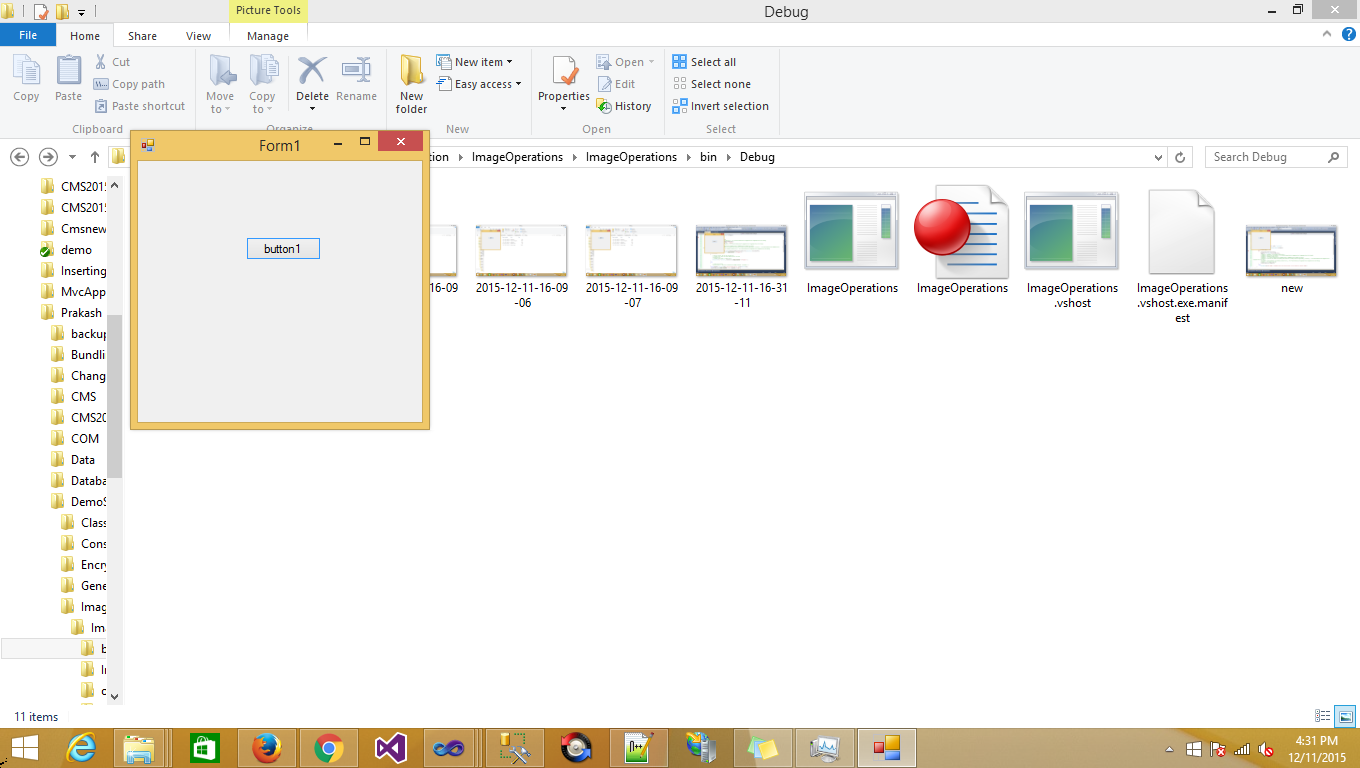 Picture Tools
Debug
File
Home
Share
View
Manage
Copy
Paste
Cut
Copy path
Paste shortcut
Clipboard
Move to
Copy to
Delete
Rename
Organize
New folder
New item
Easy access
New
Properties
Open
Edit
History
Open
Select all
Select none
Invert selection
Select
tion
ImageOperations
ImageOperations
bin
Debug
Search Debug
Form1
button1
CMS2015
CMS2015
Cmsnew
demo
Inserting
MvcApp
Prakash
backup
Bundli
Chang
CMS
CMS20
COM
Data
Databa
DemoS
Class
Cons
Encry
Gene
Imag
Im
b
I
c
-16-09
2015-12-11-16-09
-06
2015-12-11-16-09
-07
2015-12-11-16-31
-11
ImageOperations
ImageOperations
ImageOperations
.vshost
ImageOperations
.vshost.exe.manif
est
new
11 items
4:31 PM
12/11/2015